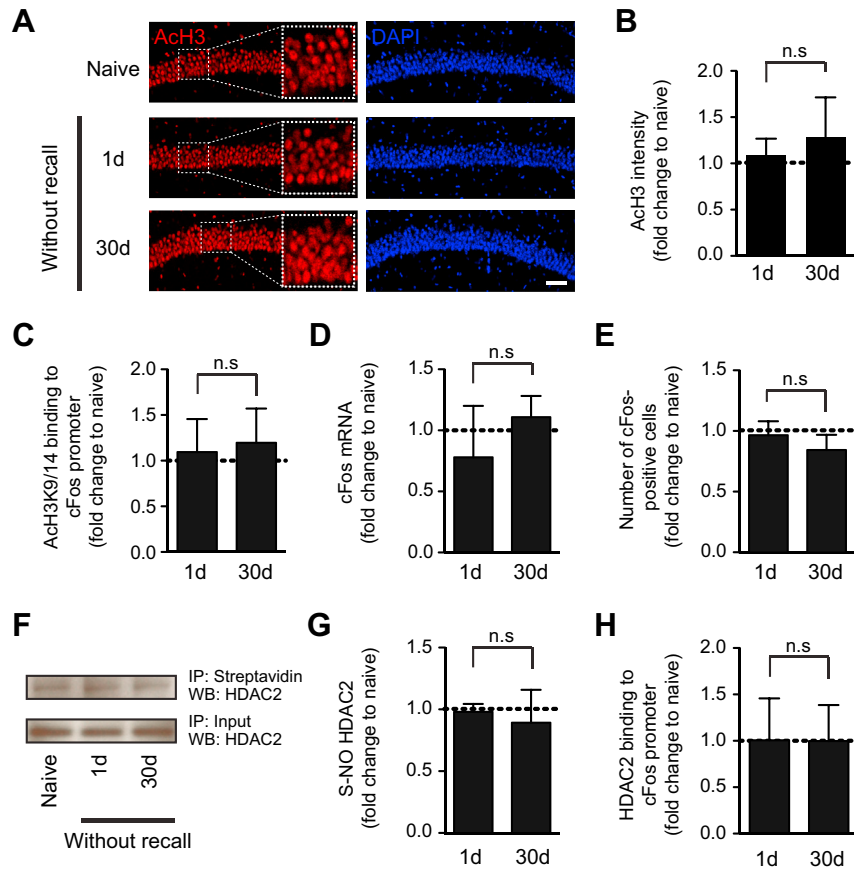 A
AcH3
DAPI
Naive
Without recall
1d
30d
B
n.s
AcH3 intensity
(fold change to naive)
2.0
1.5
1.0
0.5
0.0
1d 30d
C
n.s
AcH3K9/14 binding to
cFos promoter
(fold change to naive)
2.0
1.5
1.0
0.5
0.0
1d 30d
D
n.s
cFos mRNA
(fold change to naive)
1.5
1.0
0.5
0.0
1d 30d
E
n.s
Number of cFos-
positive cells
(fold change to naive)
1.5
1.0
0.5
0.0
1d 30d
F
IP: Streptavidin
WB: HDAC2
IP: Input
WB: HDAC2
Naive 1d 30d
Without recall
G
n.s
S-NO HDAC2
(fold change to naive)
1.5
1.0
0.5
0.0
1d 30d
H
n.s
HDAC2 binding to
cFos promoter
(fold change to naive)
2.0
1.5
1.0
0.5
0.0
1d 30d